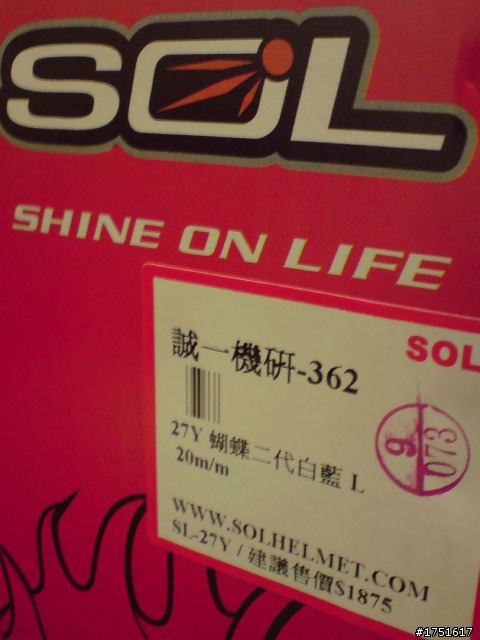 SOL
SHINE ON LIFE
SOL
誠一機研-362
9
073
27Y 蝴蝶二代白藍 L
20m/m
WWW.SOLHELMET.COM
SL-27Y / 建議售價$1875
#1751617